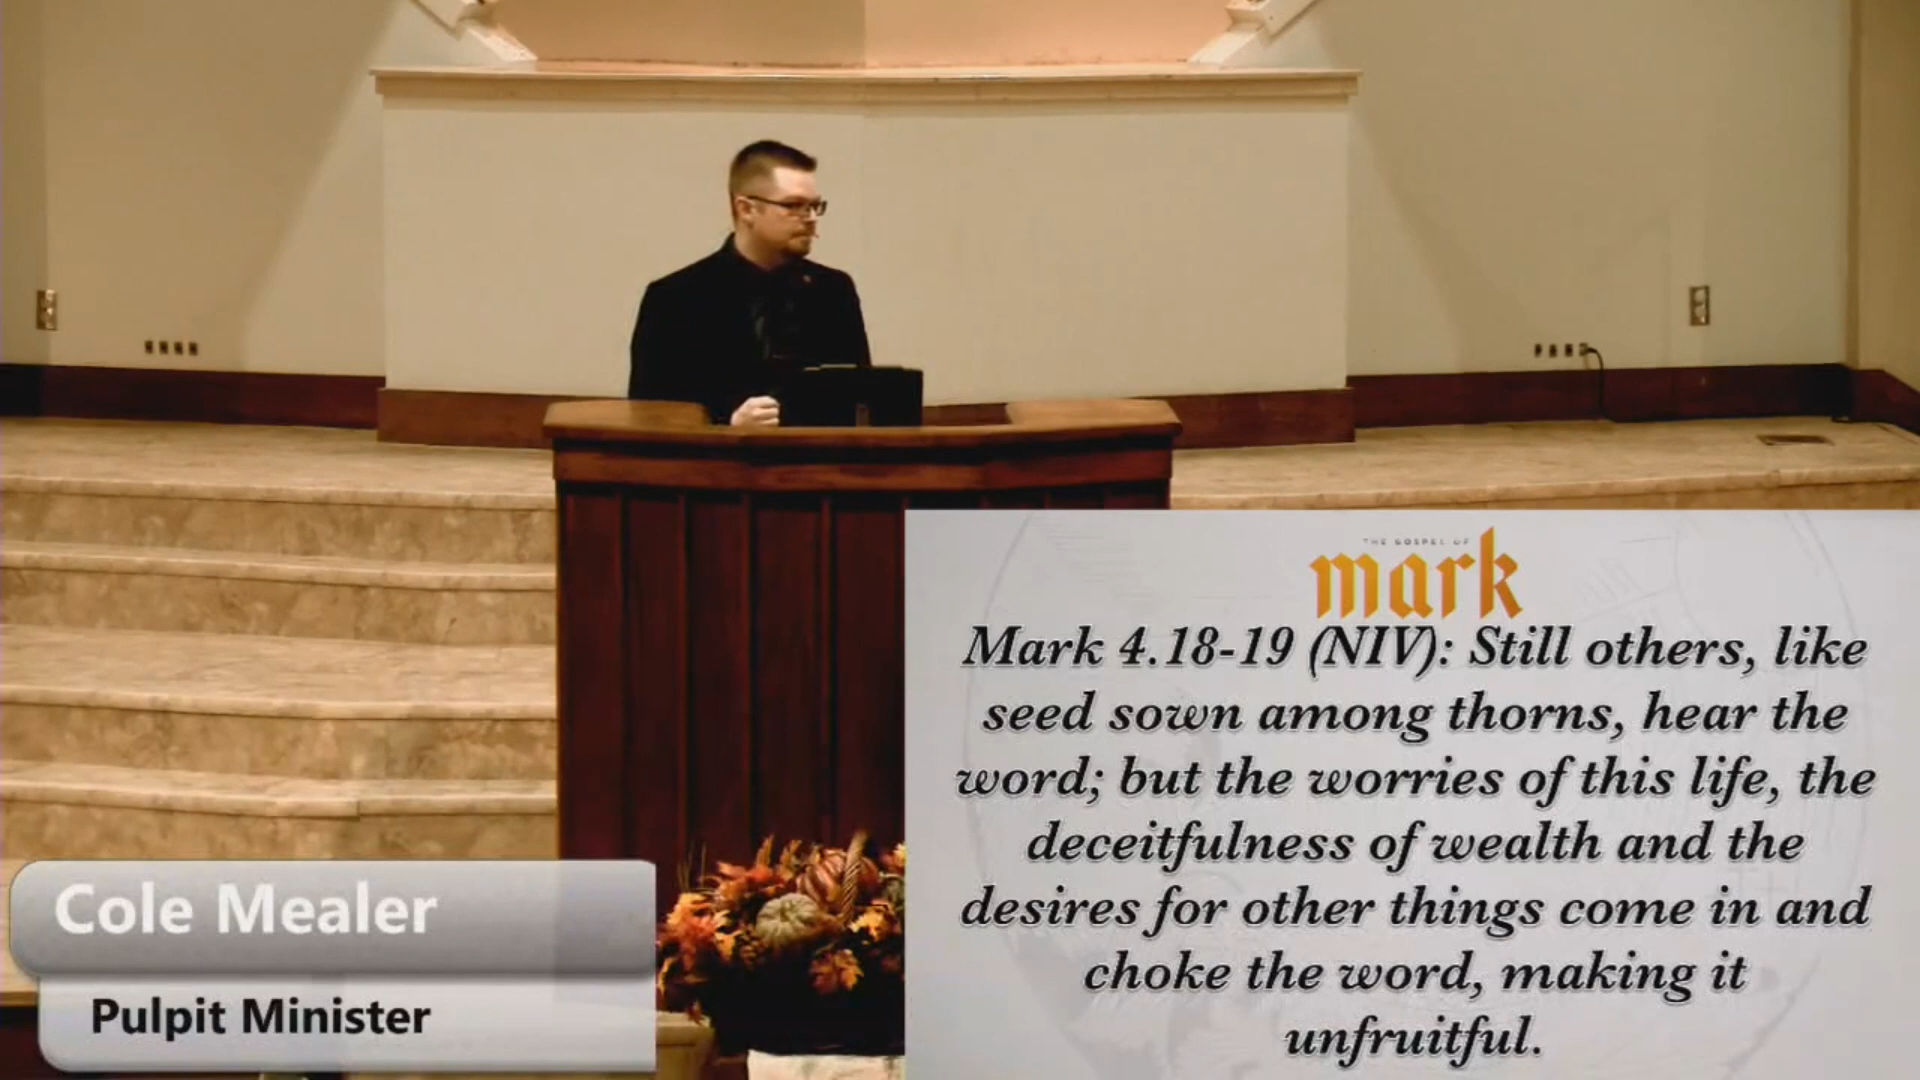 THE GOSPEL OF
mark
Mark 4.18-19 (NIV): Still others, like
seed sown among thorns, hear the
word; but the worries of this life, the
deceitfulness of wealth and the
desires for other things come in and
choke the word, making it
unfruitful.
Cole Mealer
Pulpit Minister